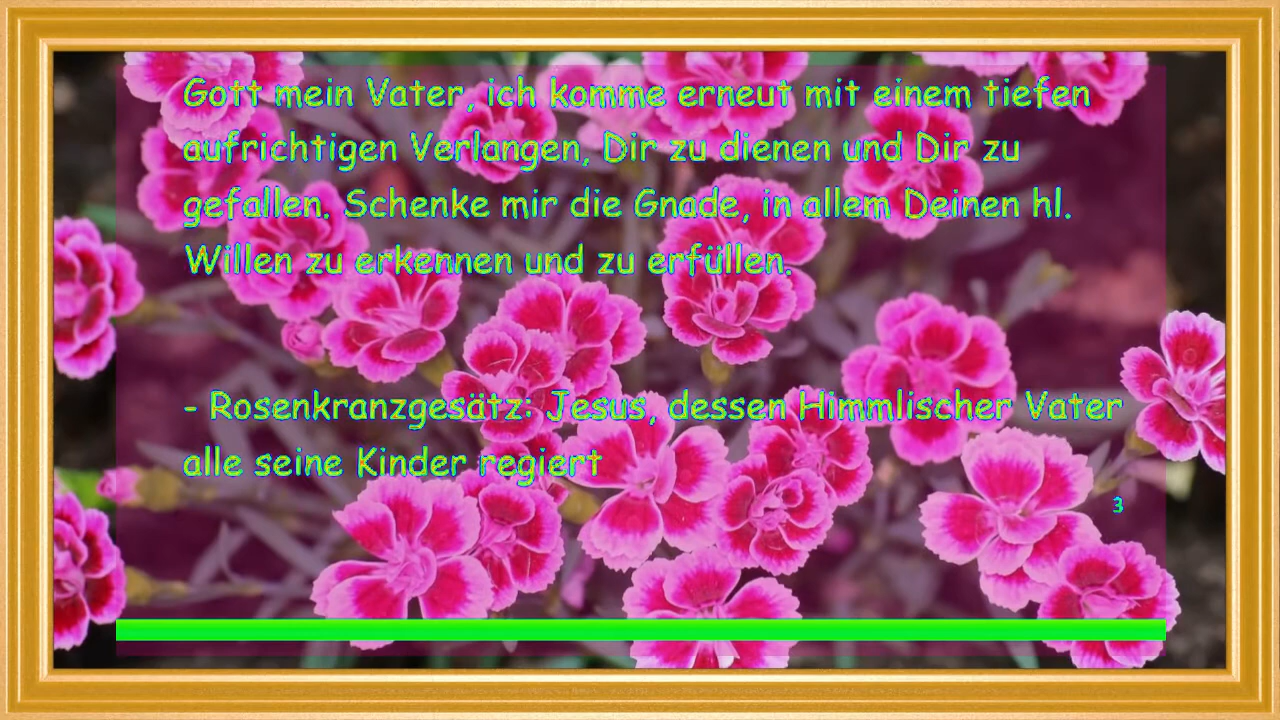 Gott mein Vater, ich komme erneut mit einem tiefen
aufrichtigen Verlangen, Dir zu dienen und Dir zu
gefallen. Schenke mir die Gnade, in allem Deinen hl.
Willen zu erkennen und zu erfüllen.
- Rosenkranzgesätz: Jesus, dessen Himmlischer Vater
alle seine Kinder regiert
3